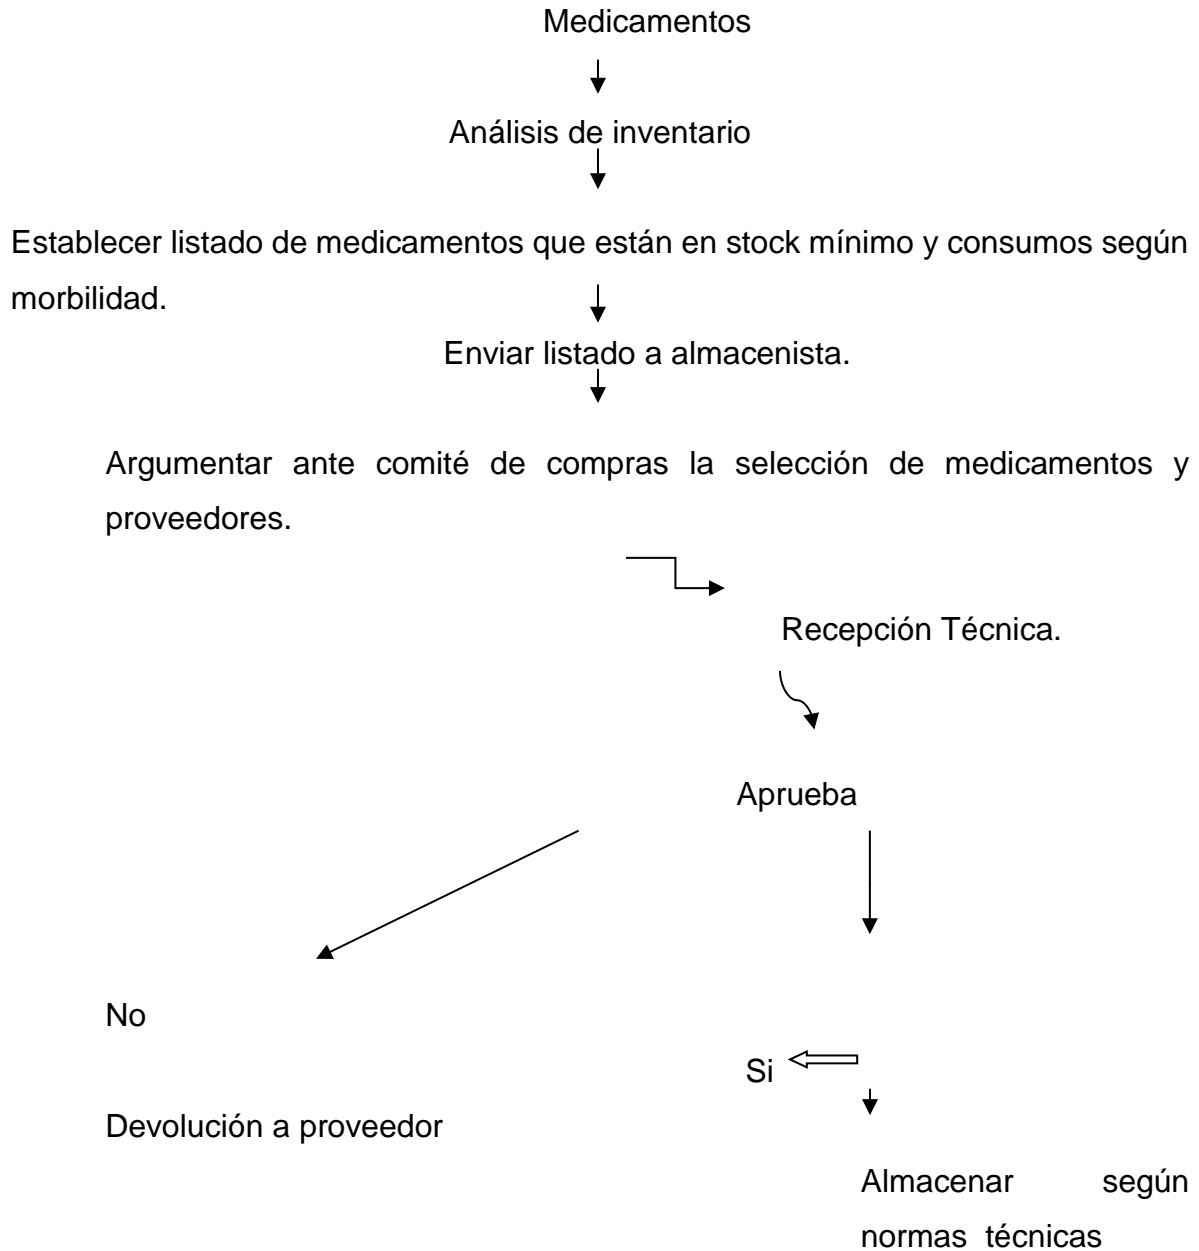 Medicamentos
Análisis de inventario
Establecer listado de medicamentos que están en stock mínimo y consumos según
morbilidad.
Enviar listado a almacenista.
Argumentar ante comité de compras la selección de medicamentos y
proveedores.
Recepción Técnica.
Aprueba
No
Si
Devolución a proveedor
Almacenar según
normas técnicas